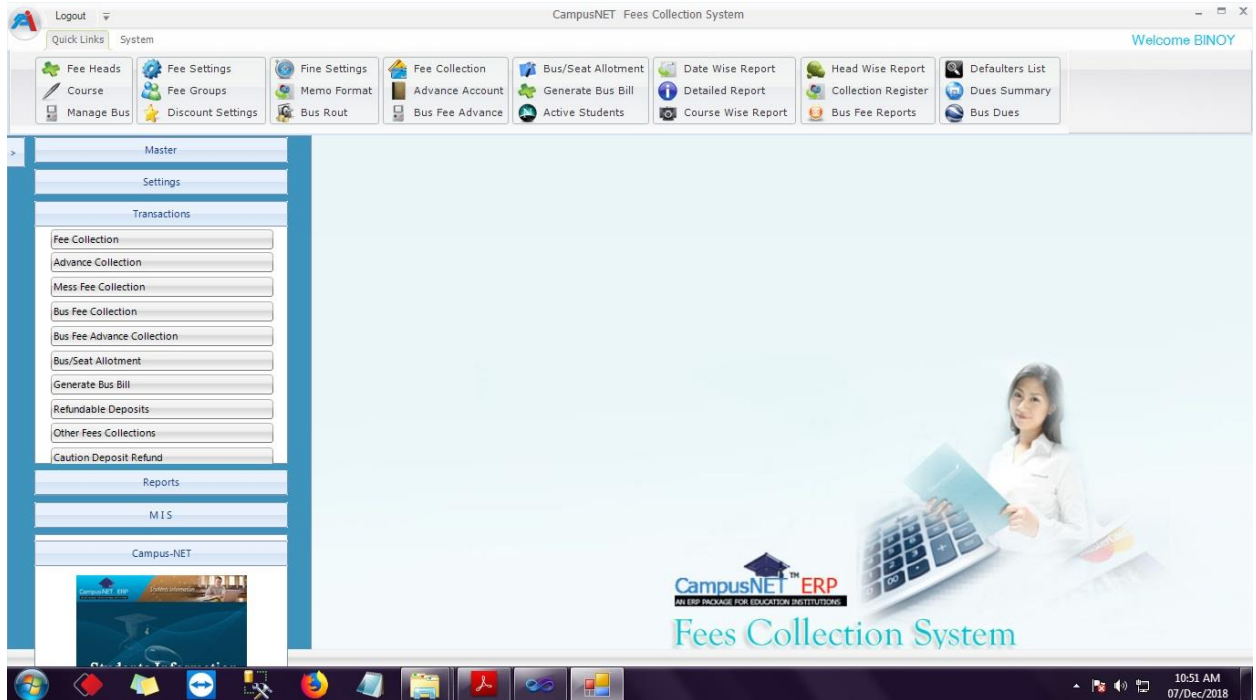 Logout
CampusNET Fees Collection System
Quick Links System
Welcome BINOY
Fee Heads
Course
Manage Bus
Fee Settings
Fee Groups
Discount Settings
Fine Settings
Memo Format
Bus Rout
Fee Collection
Advance Account
Bus Fee Advance
Bus/Seat Allotment
Generate Bus Bill
Active Students
Date Wise Report
Detailed Report
Course Wise Report
Head Wise Report
Collection Register
Bus Fee Reports
Defaulters List
Dues Summary
Bus Dues
>
Master
Settings
Transactions
Fee Collection
Advance Collection
Mess Fee Collection
Bus Fee Collection
Bus Fee Advance Collection
Bus/Seat Allotment
Generate Bus Bill
Refundable Deposits
Other Fees Collections
Caution Deposit Refund
Reports
M I S
Campus-NET
CampusNET ERP
CampusNET™ ERP
AN ERP PACKAGE FOR EDUCATION INSTITUTIONS
Fees Collection System
10:51 AM
07/Dec/2018